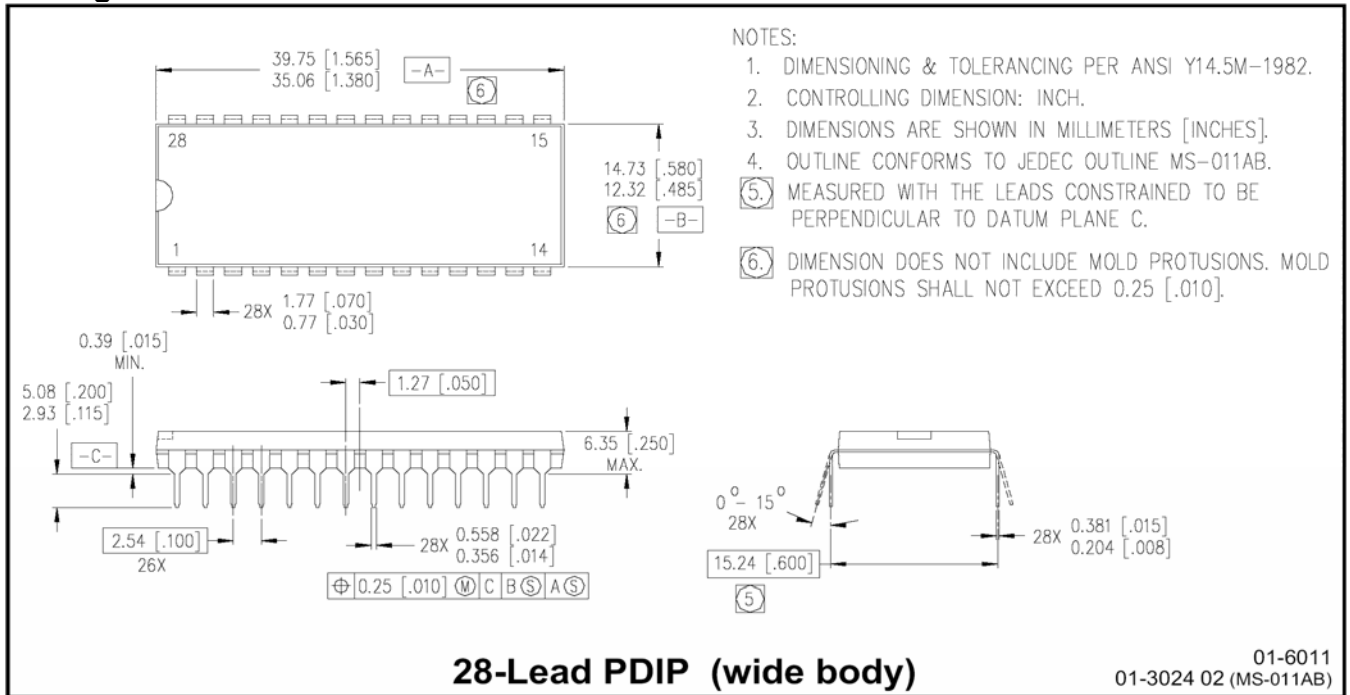 39.75 [1.565]
35.06 [1.380]
-A-
6
28
15
1
14
14.73 [.580]
12.32 [.485]
6
-B-
28X
1.77 [.070]
0.77 [.030]
NOTES:
1. DIMENSIONING & TOLERANCING PER ANSI Y14.5M-1982.
2. CONTROLLING DIMENSION: INCH.
3. DIMENSIONS ARE SHOWN IN MILLIMETERS [INCHES].
4. OUTLINE CONFORMS TO JEDEC OUTLINE MS-011AB.
5. MEASURED WITH THE LEADS CONSTRAINED TO BE
PERPENDICULAR TO DATUM PLANE C.
6. DIMENSION DOES NOT INCLUDE MOLD PROTUSIONS. MOLD
PROTUSIONS SHALL NOT EXCEED 0.25 [.010].
0.39 [.015]
MIN.
5.08 [.200]
2.93 [.115]
-C-
1.27 [.050]
6.35 [.250]
MAX.
2.54 [.100]
26X
28X
0.558 [.022]
0.356 [.014]
⌖ 0.25 [.010] Ⓜ C B Ⓢ A Ⓢ
0° - 15°
28X
15.24 [.600]
5
28X
0.381 [.015]
0.204 [.008]
28-Lead PDIP (wide body)
01-6011
01-3024 02 (MS-011AB)